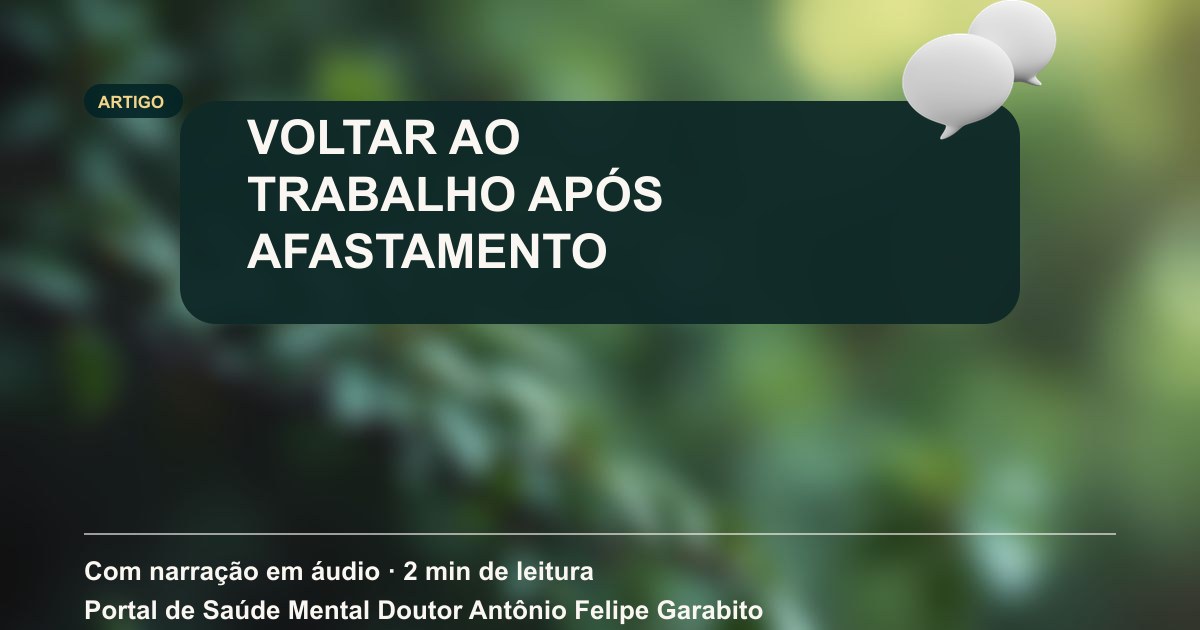 ARTIGO
VOLTAR AO
TRABALHO APÓS
AFASTAMENTO
Com narração em áudio · 2 min de leitura
Portal de Saúde Mental Doutor Antônio Felipe Garabito